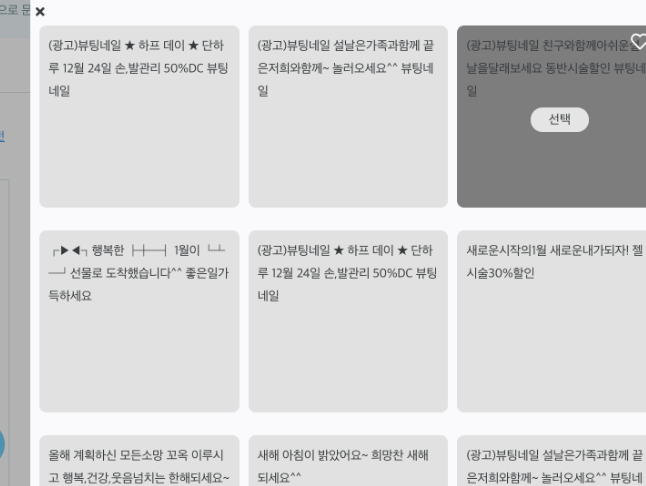 으로 문
(광고)뷰팅네일 ★ 하프 데이 ★ 단하
루 12월 24일 손,발관리 50%DC 뷰팅
네일
(광고)뷰팅네일 설날은가족과함께 끝
은저희와함께~ 놀러오세요^^ 뷰팅네
일
(광고)뷰팅네일 친구와함께아쉬운설
날을달래보세요 동반시술할인 뷰팅네
일
선택
┏▶◀┓행복한 ├┼─┤ 1월이 └┴
─┘선물로 도착했습니다^^ 좋은일가
득하세요
(광고)뷰팅네일 ★ 하프 데이 ★ 단하
루 12월 24일 손,발관리 50%DC 뷰팅
네일
새로운시작의1월 새로운내가되자! 젤
시술30%할인
올해 계획하신 모든소망 꼬옥 이루시
고 행복,건강,웃음넘치는 한해되세요~
새해 아침이 밝았어요~ 희망찬 새해
되세요^^
(광고)뷰팅네일 설날은가족과함께 끝
은저희와함께~ 놀러오세요^^ 뷰팅네